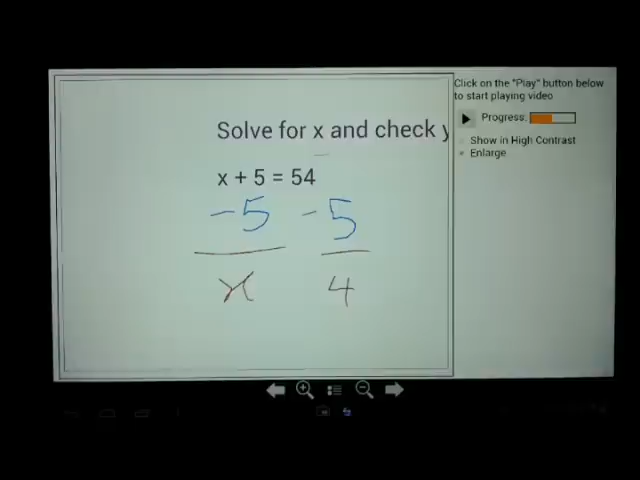 Solve for x and check y
x + 5 = 54
-5 -5
x 4
Click on the "Play" button below
to start playing video
Progress:
Show in High Contrast
Enlarge